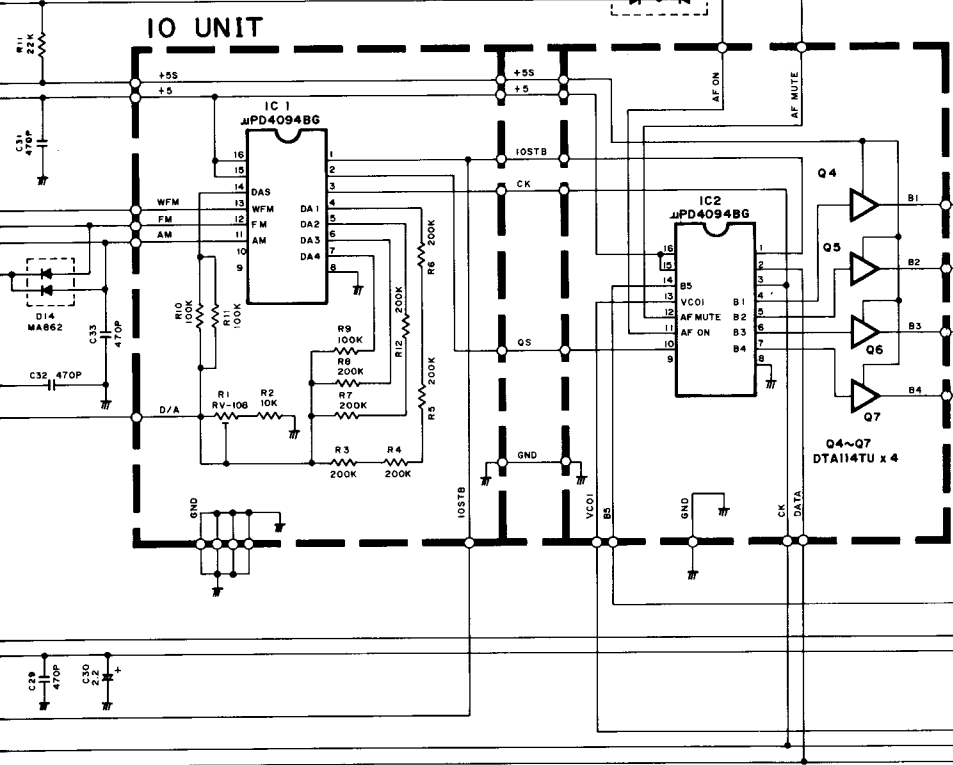 IO UNIT
R11
22K
+5S
+5
+5S
+5
AF ON
AF MUTE
C31
470P
IC 1
µPD4094BG
16
15
14
13
12
11
10
9
DAS
WFM
FM
AM
1
2
3
4
5
6
7
8
DA1
DA2
DA3
DA4
IOSTB
CK
WFM
FM
AM
IC2
µPD4094BG
16
15
14
13
12
11
10
9
B5
VCO1
AF MUTE
AF ON
1
2
3
4
5
6
7
8
B1
B2
B3
B4
Q4
Q5
Q6
Q7
B1
B2
B3
B4
D14
MA862
C33
470P
C32 470P
R10
100K
R11
100K
200K
R6
200K
R12
R9
100K
R8
200K
R7
200K
200K
R5
QS
D/A
R1
RV-108
R2
10K
R3
200K
R4
200K
GND
Q4~Q7
DTA114TU x 4
GND
IOSTB
VCO1
B5
GND
CK
DATA
C29
470P
C30
2.2
+